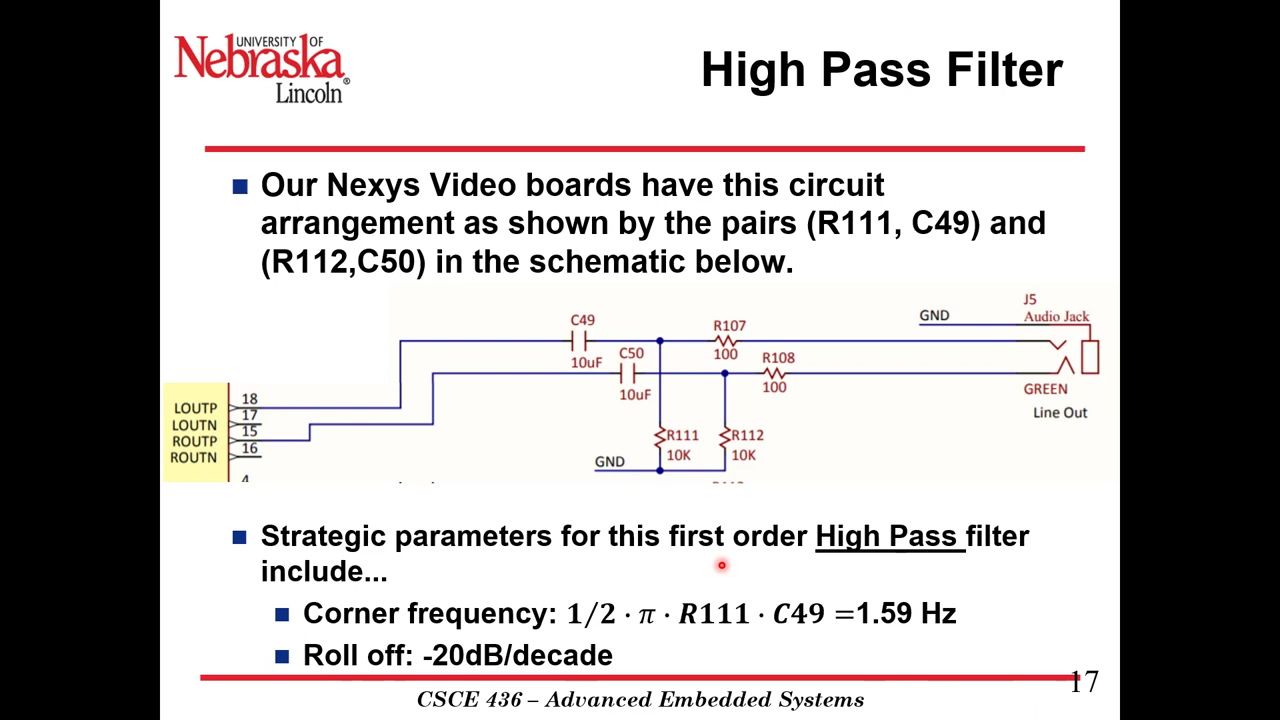 UNIVERSITY OF
Nebraska
Lincoln®
High Pass Filter
■ Our Nexys Video boards have this circuit
arrangement as shown by the pairs (R111, C49) and
(R112,C50) in the schematic below.
J5
GND
Audio Jack
C49
R107
10uF
C50
100
R108
10uF
100
GREEN
Line Out
LOUTP
18
LOUTN
17
ROUTP
15
ROUTN
16
R111
R112
10K
10K
GND
■ Strategic parameters for this first order High Pass filter
include...
■ Corner frequency: 1/2 · π · R111 · C49 =1.59 Hz
■ Roll off: -20dB/decade
17
CSCE 436 – Advanced Embedded Systems